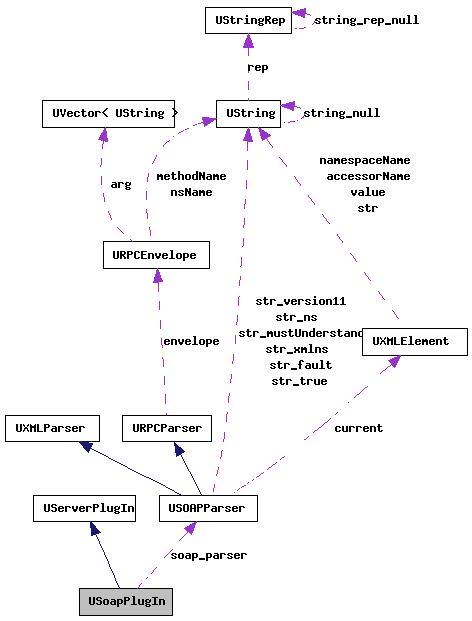 UStringRep
string_rep_null
rep
UVector< UString >
UString
string_null
namespaceName
accessorName
value
str
methodName
nsName
arg
URPCEnvelope
str_version11
str_ns
str_mustUnderstand
str_xmlns
str_fault
str_true
envelope
UXMLElement
UXMLParser
URPCParser
current
UServerPlugIn
USOAPParser
soap_parser
USoapPlugIn